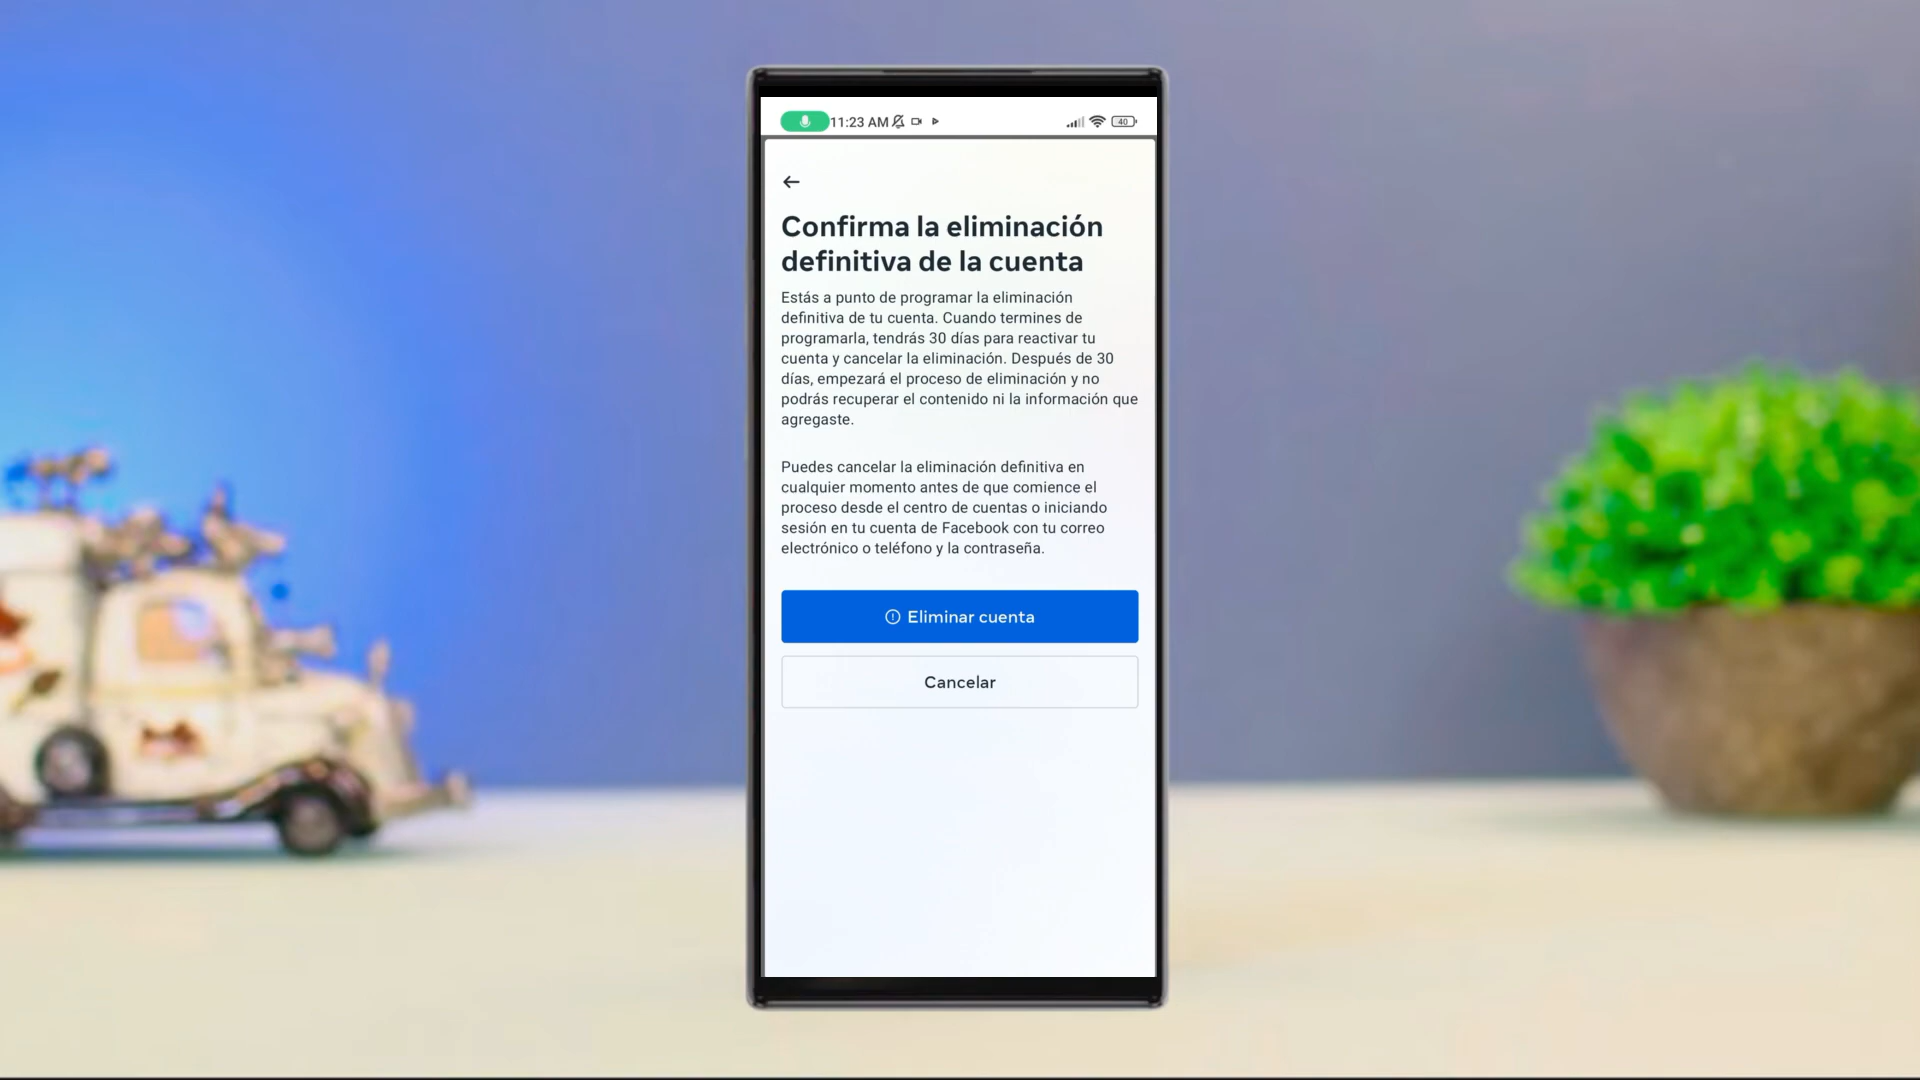 11:23 AM
40
Confirma la eliminación
definitiva de la cuenta
Estás a punto de programar la eliminación
definitiva de tu cuenta. Cuando termines de
programarla, tendrás 30 días para reactivar tu
cuenta y cancelar la eliminación. Después de 30
días, empezará el proceso de eliminación y no
podrás recuperar el contenido ni la información que
agregaste.
Puedes cancelar la eliminación definitiva en
cualquier momento antes de que comience el
proceso desde el centro de cuentas o iniciando
sesión en tu cuenta de Facebook con tu correo
electrónico o teléfono y la contraseña.
Eliminar cuenta
Cancelar